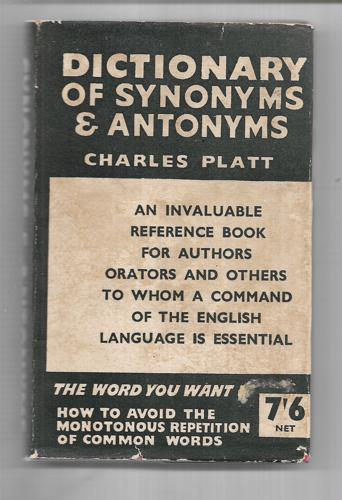 DICTIONARY
OF SYNONYMS
& ANTONYMS
CHARLES PLATT
AN INVALUABLE
REFERENCE BOOK
FOR AUTHORS
ORATORS AND OTHERS
TO WHOM A COMMAND
OF THE ENGLISH
LANGUAGE IS ESSENTIAL
THE WORD YOU WANT
HOW TO AVOID THE
MONOTONOUS REPETITION
OF COMMON WORDS
7'6
NET